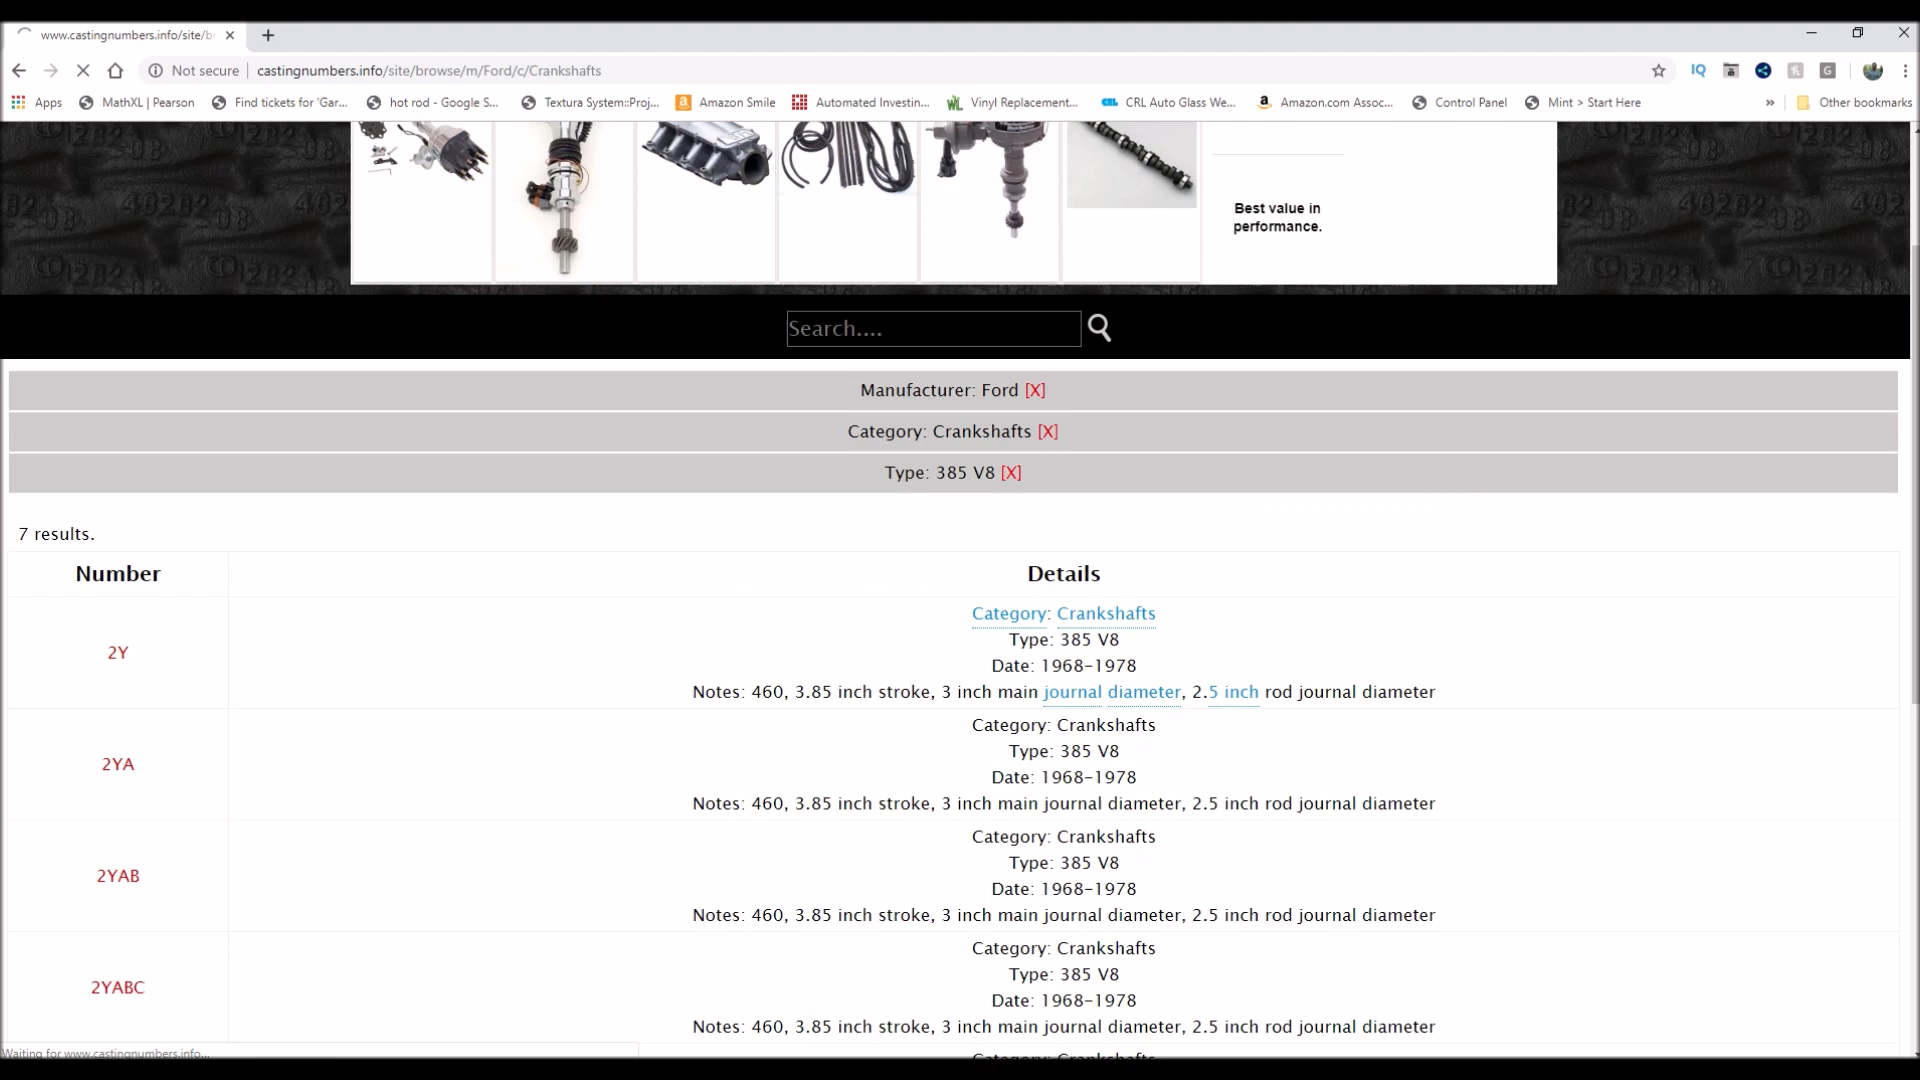 www.castingnumbers.info/site/b
Not secure castingnumbers.info/site/browse/m/Ford/c/Crankshafts
IQ G
Apps MathXL | Pearson Find tickets for 'Gar... hot rod - Google S... Textura System::Proj... Amazon Smile Automated Investin... Vinyl Replacement... CRL Auto Glass We... Amazon.com Assoc... Control Panel Mint > Start Here » Other bookmarks
Best value in
performance.
Search....
Manufacturer: Ford [X]
Category: Crankshafts [X]
Type: 385 V8 [X]
7 results.
Number Details
2Y
Category: Crankshafts
Type: 385 V8
Date: 1968-1978
Notes: 460, 3.85 inch stroke, 3 inch main journal diameter, 2.5 inch rod journal diameter
2YA
Category: Crankshafts
Type: 385 V8
Date: 1968-1978
Notes: 460, 3.85 inch stroke, 3 inch main journal diameter, 2.5 inch rod journal diameter
2YAB
Category: Crankshafts
Type: 385 V8
Date: 1968-1978
Notes: 460, 3.85 inch stroke, 3 inch main journal diameter, 2.5 inch rod journal diameter
2YABC
Category: Crankshafts
Type: 385 V8
Date: 1968-1978
Notes: 460, 3.85 inch stroke, 3 inch main journal diameter, 2.5 inch rod journal diameter
Category: Crankshafts
Waiting for www.castingnumbers.info...